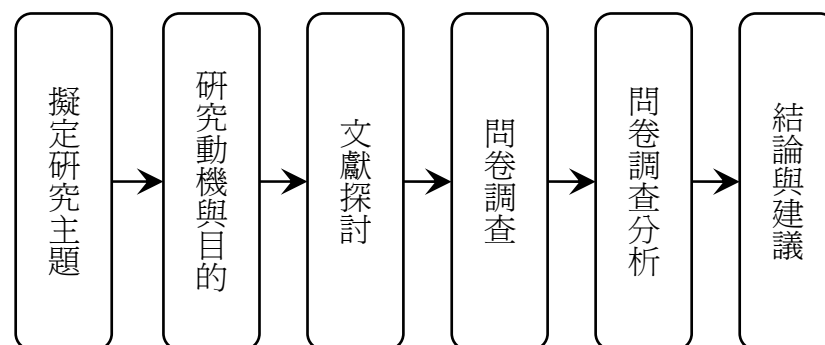 擬定研究主題
研究動機與目的
文獻探討
問卷調查
問卷調查分析
結論與建議